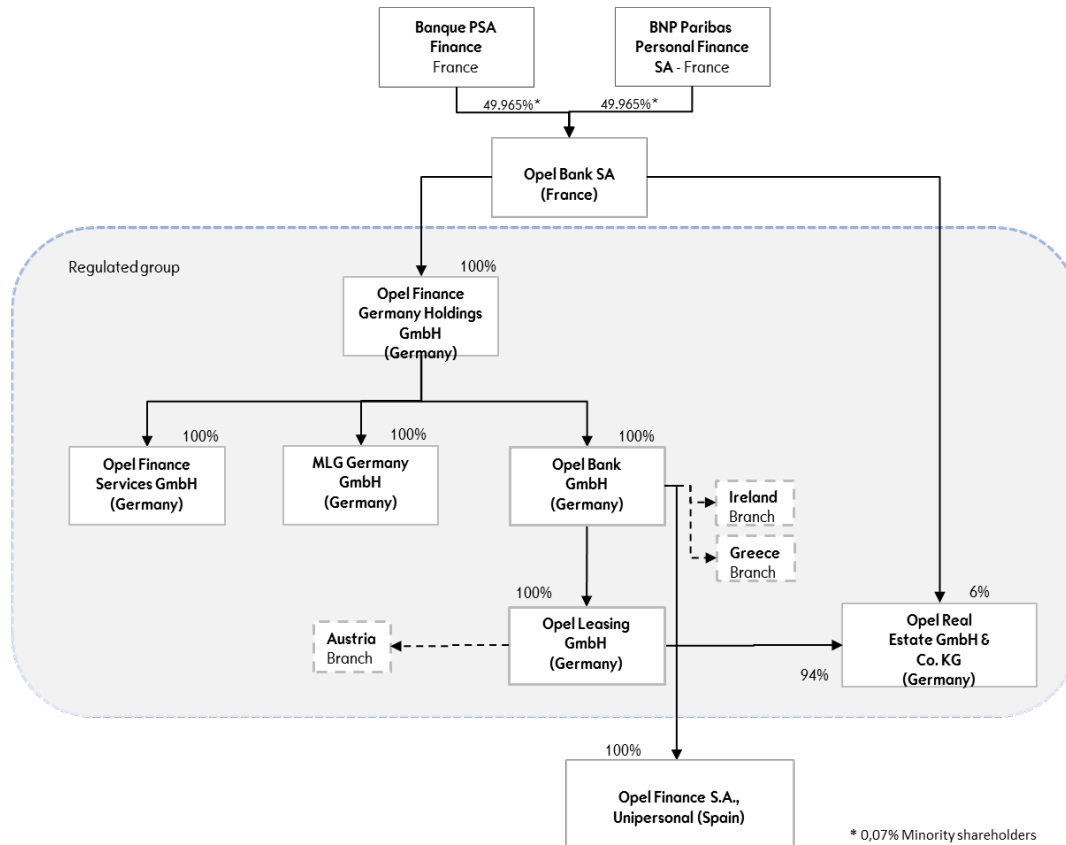 Banque PSA
Finance
France
BNP Paribas
Personal Finance
SA - France
49.965%*
49.965%*
Opel Bank SA
(France)
Regulated group
100%
Opel Finance
Germany Holdings
GmbH
(Germany)
100%
100%
100%
Opel Finance
Services GmbH
(Germany)
MLG Germany
GmbH
(Germany)
Opel Bank
GmbH
(Germany)
Ireland
Branch
Greece
Branch
100%
6%
Austria
Branch
Opel Leasing
GmbH
(Germany)
94%
Opel Real
Estate GmbH &
Co. KG
(Germany)
100%
Opel Finance S.A.,
Unipersonal (Spain)
* 0,07% Minority shareholders